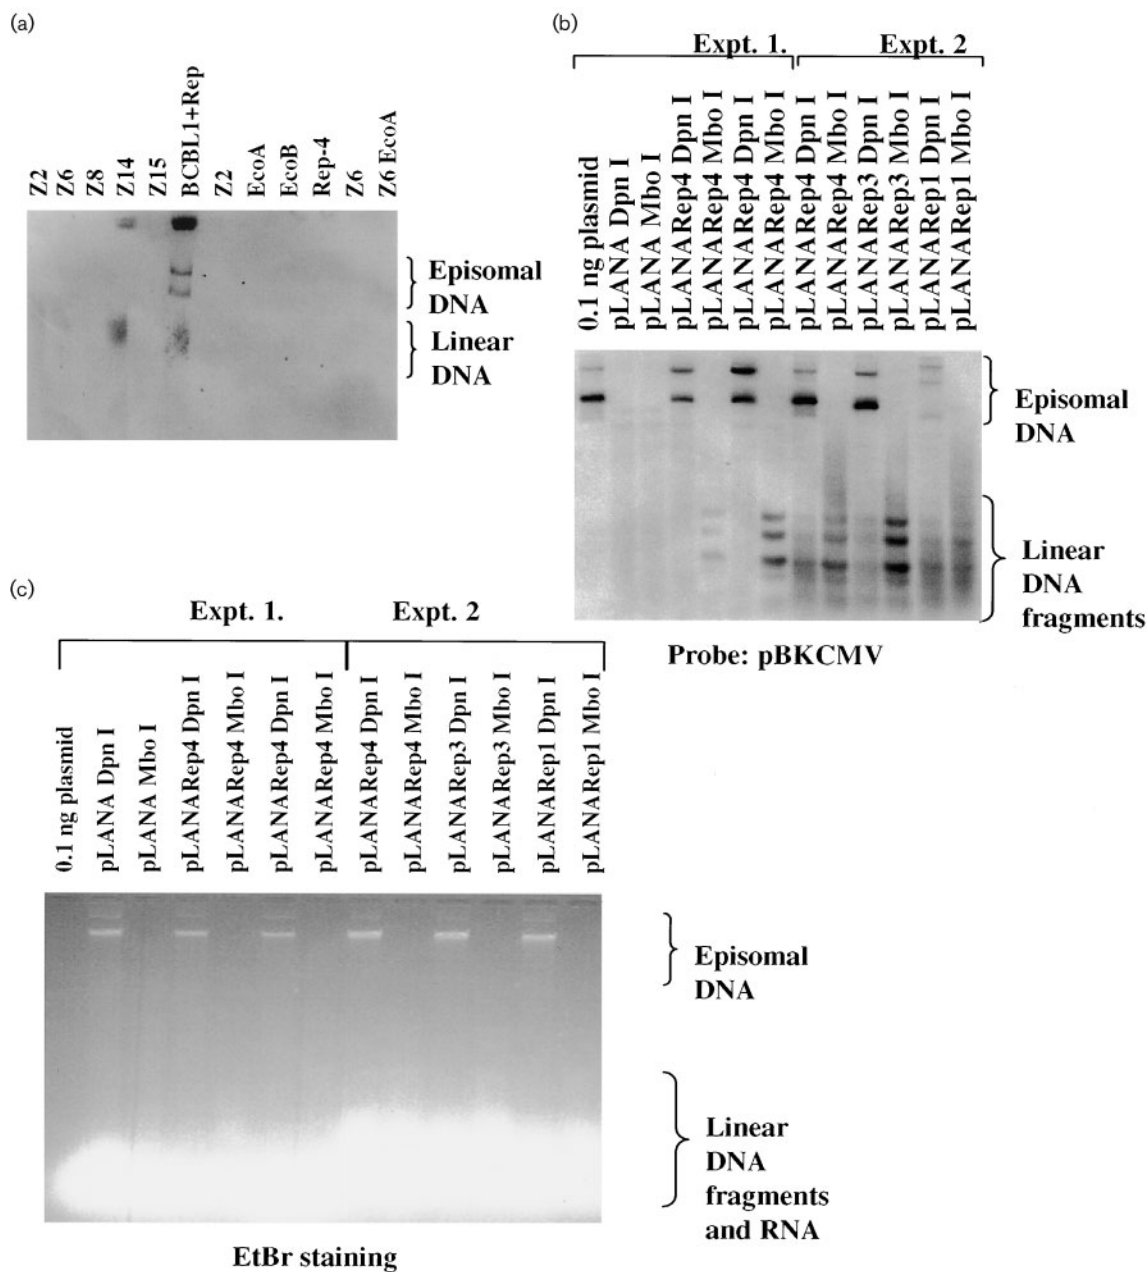 (a)
Z2
Z6
Z8
Z14
Z15
BCBL1+Rep
Z2
EcoA
EcoB
Rep-4
Z6
Z6 EcoA
Episomal
DNA
Linear
DNA
(b)
Expt. 1.
Expt. 2
0.1 ng plasmid
pLANA Dpn I
pLANA Mbo I
pLANARep4 Dpn I
pLANARep4 Mbo I
pLANARep4 Dpn I
pLANARep4 Mbo I
pLANARep4 Dpn I
pLANARep4 Mbo I
pLANARep3 Dpn I
pLANARep3 Mbo I
pLANARep1 Dpn I
pLANARep1 Mbo I
Episomal
DNA
Linear
DNA
fragments
Probe: pBKCMV
(c)
Expt. 1.
Expt. 2
0.1 ng plasmid
pLANA Dpn I
pLANA Mbo I
pLANARep4 Dpn I
pLANARep4 Mbo I
pLANARep4 Dpn I
pLANARep4 Mbo I
pLANARep4 Dpn I
pLANARep4 Mbo I
pLANARep3 Dpn I
pLANARep3 Mbo I
pLANARep1 Dpn I
pLANARep1 Mbo I
Episomal
DNA
Linear
DNA
fragments
and RNA
EtBr staining